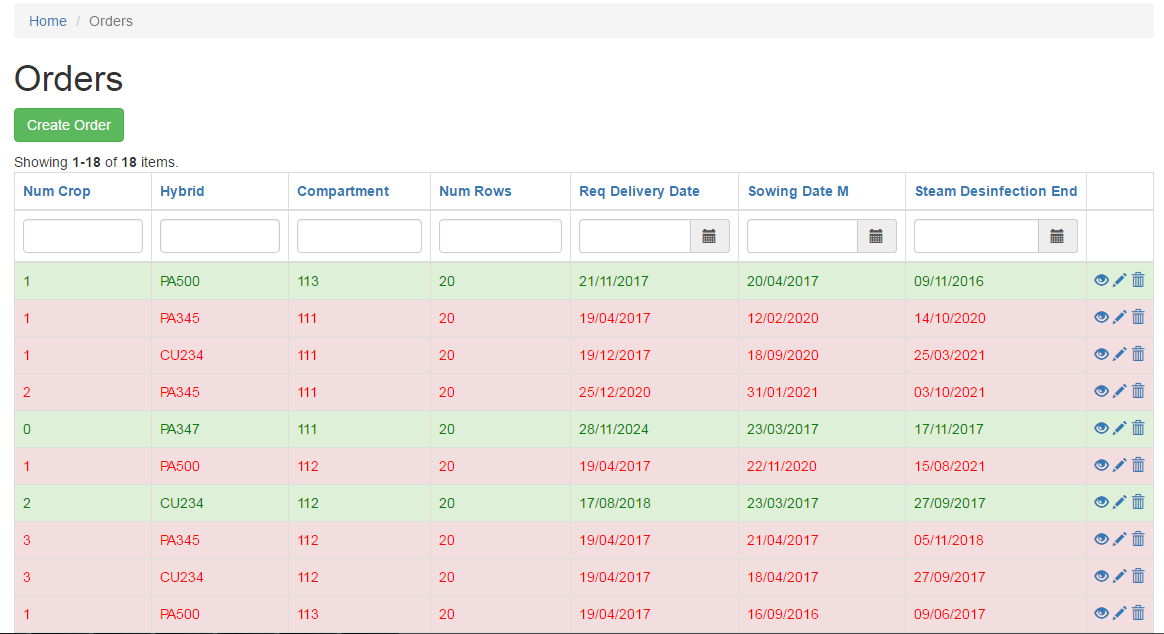 Home / Orders
Orders
Create Order
Showing 1-18 of 18 items.
Num Crop Hybrid Compartment Num Rows Req Delivery Date Sowing Date M Steam Desinfection End
1 PA500 113 20 21/11/2017 20/04/2017 09/11/2016
1 PA345 111 20 19/04/2017 12/02/2020 14/10/2020
1 CU234 111 20 19/12/2017 18/09/2020 25/03/2021
2 PA345 111 20 25/12/2020 31/01/2021 03/10/2021
0 PA347 111 20 28/11/2024 23/03/2017 17/11/2017
1 PA500 112 20 19/04/2017 22/11/2020 15/08/2021
2 CU234 112 20 17/08/2018 23/03/2017 27/09/2017
3 PA345 112 20 19/04/2017 21/04/2017 05/11/2018
3 CU234 112 20 19/04/2017 18/04/2017 27/09/2017
1 PA500 113 20 19/04/2017 16/09/2016 09/06/2017